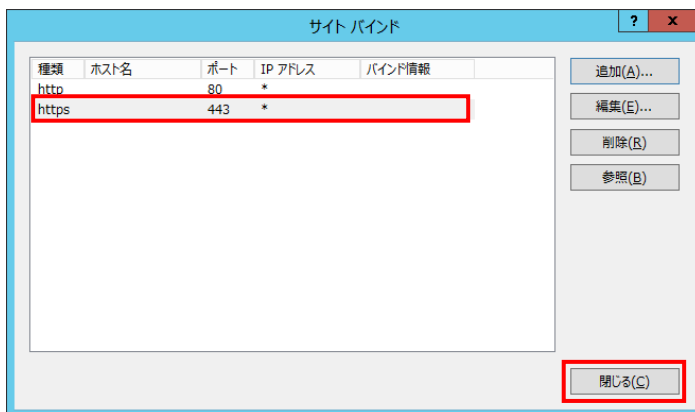 サイト バインド
? x
種類 ホスト名 ポート IP アドレス バインド情報
http 80 *
https 443 *
追加(A)...
編集(E)...
削除(R)
参照(B)
閉じる(C)